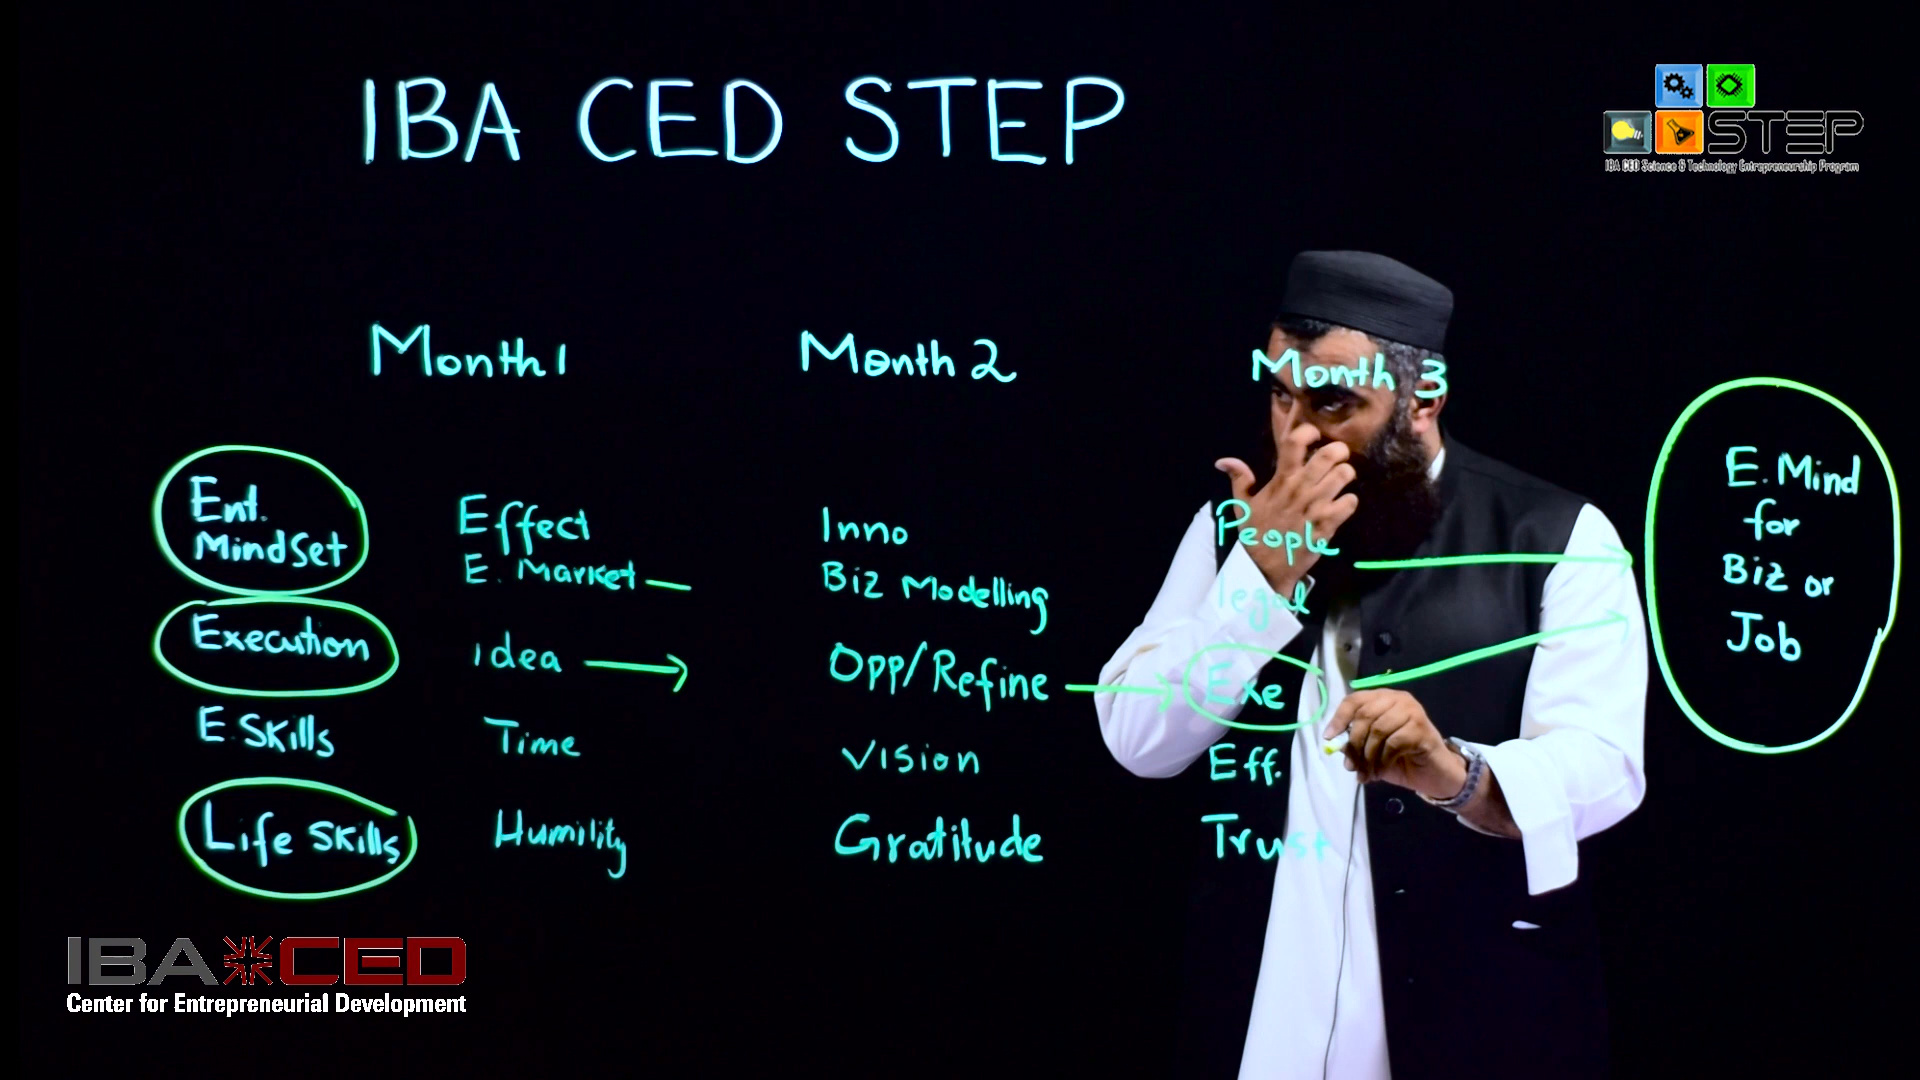 IBA CED STEP
STEP
IBA CED Science & Technology Entrepreneurship Program
Month 1 Month 2 Month 3
Ent. MindSet
Effect
E. Market
Inno
Biz Modelling
People
legal
Execution idea Opp/Refine Exe
E. Skills Time Vision Eff.
Life Skills Humility Gratitude Trust
E. Mind
for
Biz or
Job
IBA CED
Center for Entrepreneurial Development